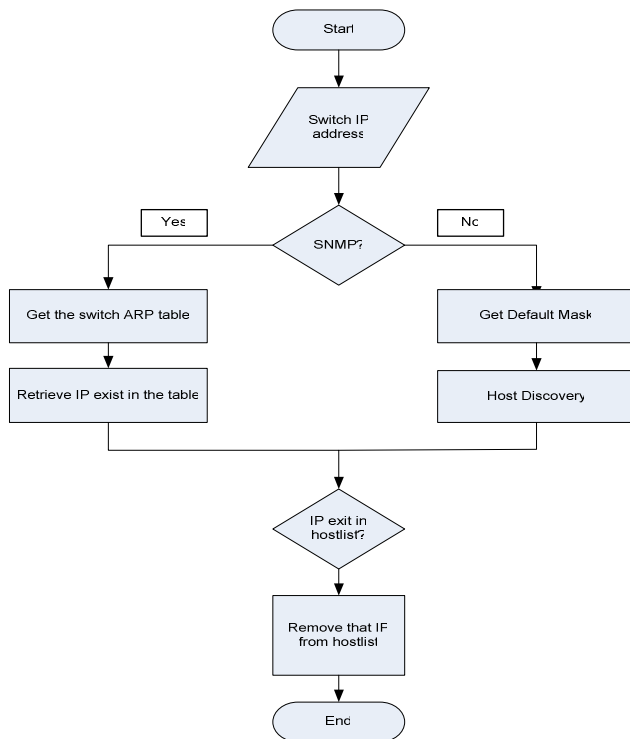 Start
Switch IP
address
Yes
No
SNMP?
Get the switch ARP table
Get Default Mask
Retrieve IP exist in the table
Host Discovery
IP exit in
hostlist?
Remove that IP
from hostlist
End